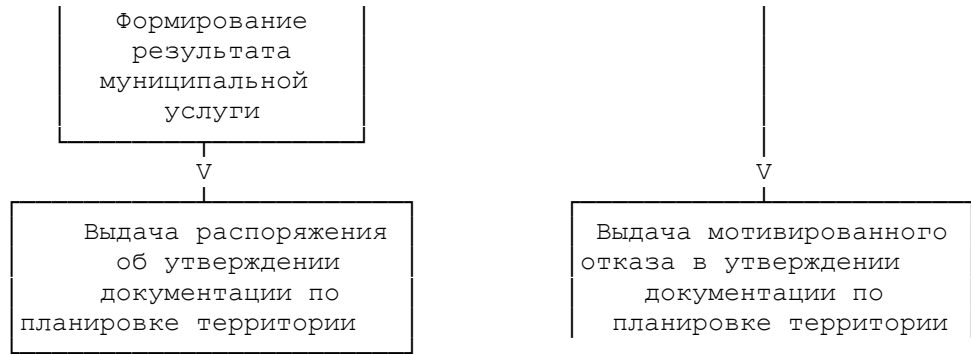 Формирование
результата
муниципальной
услуги
V
V
Выдача распоряжения
об утверждении
документации по
планировке территории
Выдача мотивированного
отказа в утверждении
документации по
планировке территории